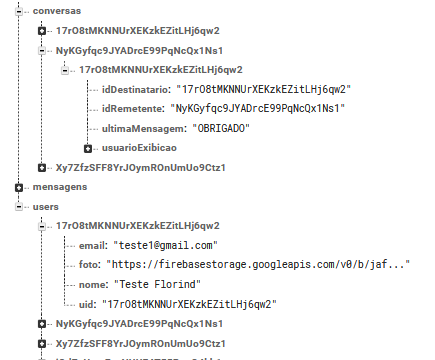 conversas
17rO8tMKNNUrXEKzkEZitLHj6qw2
NyKGyfqc9JYADrcE99PqNcQx1Ns1
17rO8tMKNNUrXEKzkEZitLHj6qw2
idDestinatario: "17rO8tMKNNUrXEKzkEZitLHj6qw2"
idRemetente: "NyKGyfqc9JYADrcE99PqNcQx1Ns1"
ultimaMensagem: "OBRIGADO"
usuarioExibicao
Xy7ZfzSFF8YrJOymROnUmUo9Ctz1
mensagens
users
17rO8tMKNNUrXEKzkEZitLHj6qw2
email: "teste1@gmail.com"
foto: "https://firebasestorage.googleapis.com/v0/b/jaf..."
nome: "Teste Florind"
uid: "17rO8tMKNNUrXEKzkEZitLHj6qw2"
NyKGyfqc9JYADrcE99PqNcQx1Ns1
Xy7ZfzSFF8YrJOymROnUmUo9Ctz1